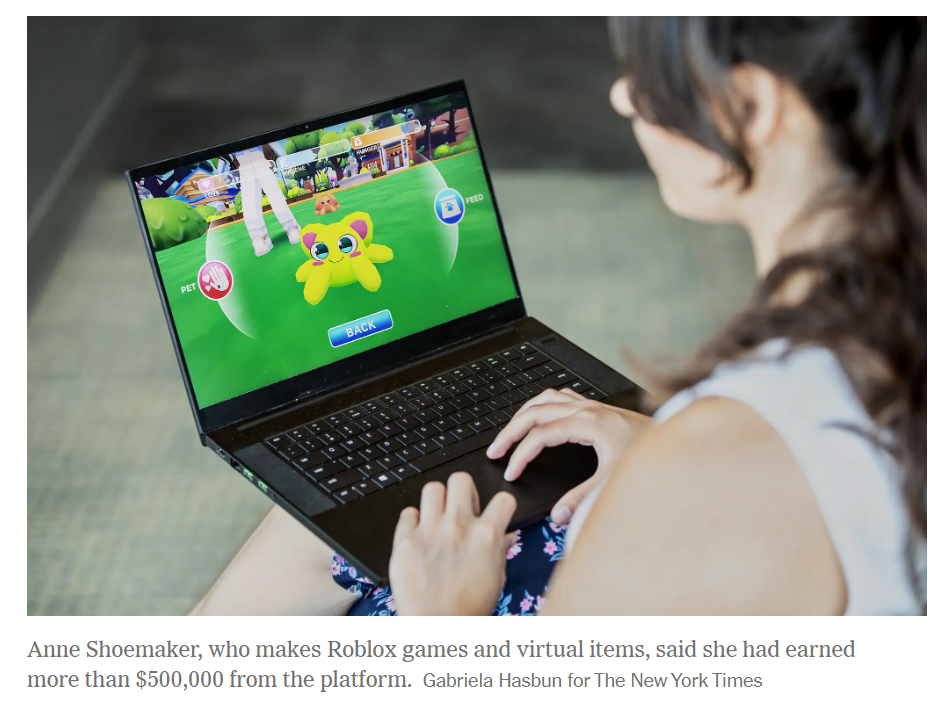 HUNGER
FEED
PET
BACK
Anne Shoemaker, who makes Roblox games and virtual items, said she had earned
more than $500,000 from the platform. Gabriela Hasbun for The New York Times